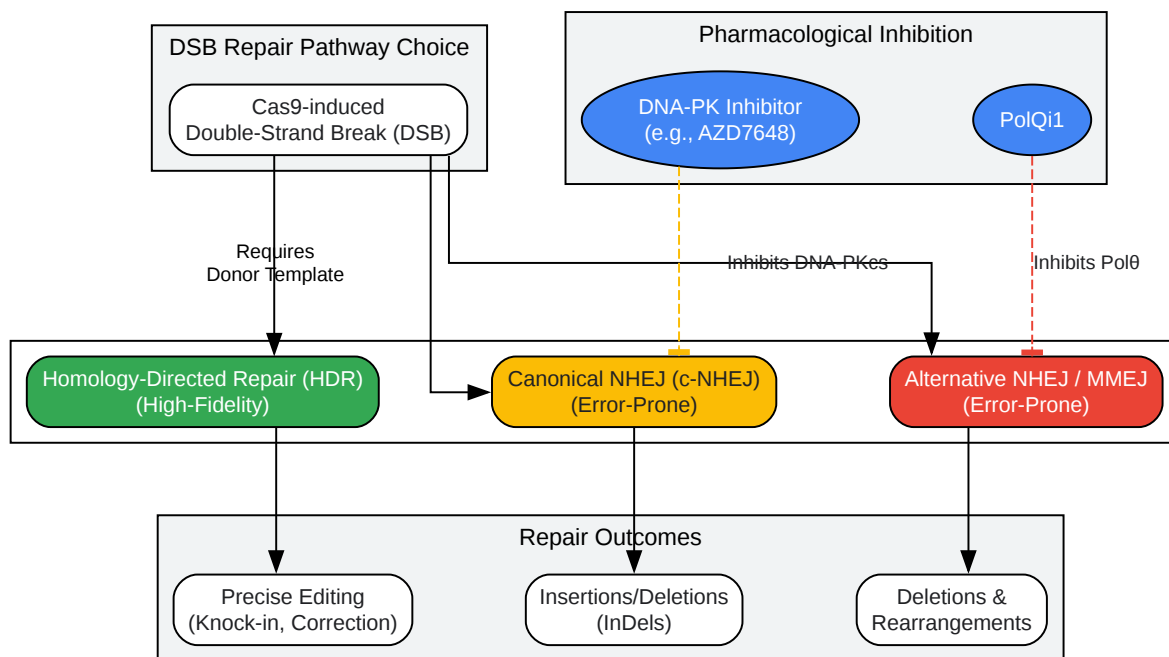 DSB Repair Pathway Choice
Cas9-induced
Double-Strand Break (DSB)
Pharmacological Inhibition
DNA-PK Inhibitor
(e.g., AZD7648)
PolQi1
Requires
Donor Template
Inhibits DNA-PKcs
Inhibits Polθ
Homology-Directed Repair (HDR)
(High-Fidelity)
Canonical NHEJ (c-NHEJ)
(Error-Prone)
Alternative NHEJ / MMEJ
(Error-Prone)
Repair Outcomes
Precise Editing
(Knock-in, Correction)
Insertions/Deletions
(InDels)
Deletions &
Rearrangements